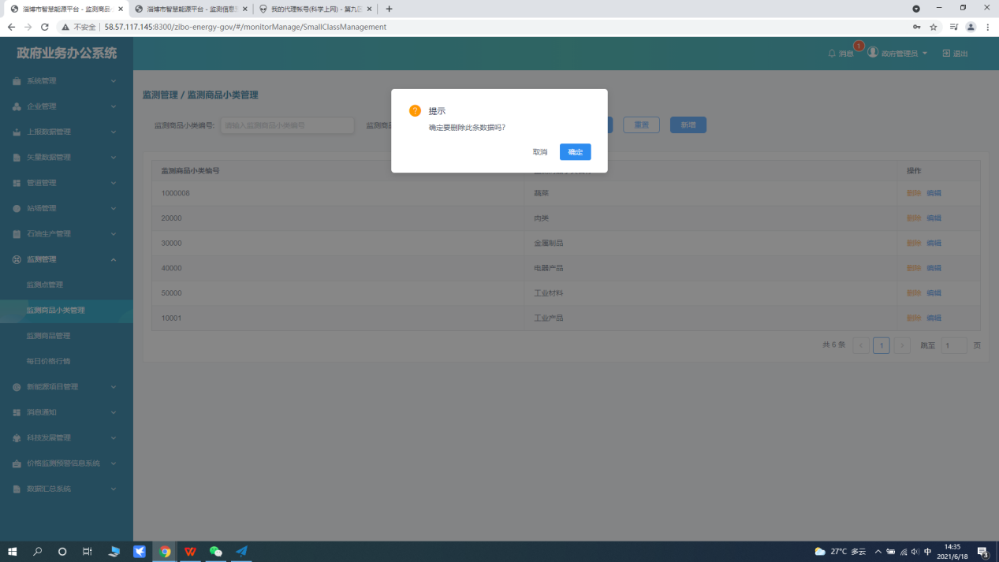 淄博市智慧能源平台 - 监测商品
淄博市智慧能源平台 - 监测信息
我的代理帐号(科学上网) - 第九
不安全 58.57.117.145:8300/zibo-energy-gov/#/monitorManage/SmallClassManagement
政府业务办公系统
消息 1 政府管理员 退出
系统管理
企业管理
上报数据管理
矢量数据管理
管道管理
站场管理
石油生产管理
监测管理
监测点管理
监测商品小类管理
监测商品管理
每日价格行情
新能源项目管理
消息通知
科技发展管理
价格监测预警信息系统
数据汇总系统
监测管理 / 监测商品小类管理
监测商品小类编号: 请输入监测商品小类编号 监测商品 重置 新增
提示
确定要删除此条数据吗?
取消 确定
监测商品小类编号 操作
1000008 蔬菜 删除 编辑
20000 肉类 删除 编辑
30000 金属制品 删除 编辑
40000 电器产品 删除 编辑
50000 工业材料 删除 编辑
10001 工业产品 删除 编辑
共 6 条 1 跳至 1 页
27°C 多云 中 14:35
2021/6/18 3